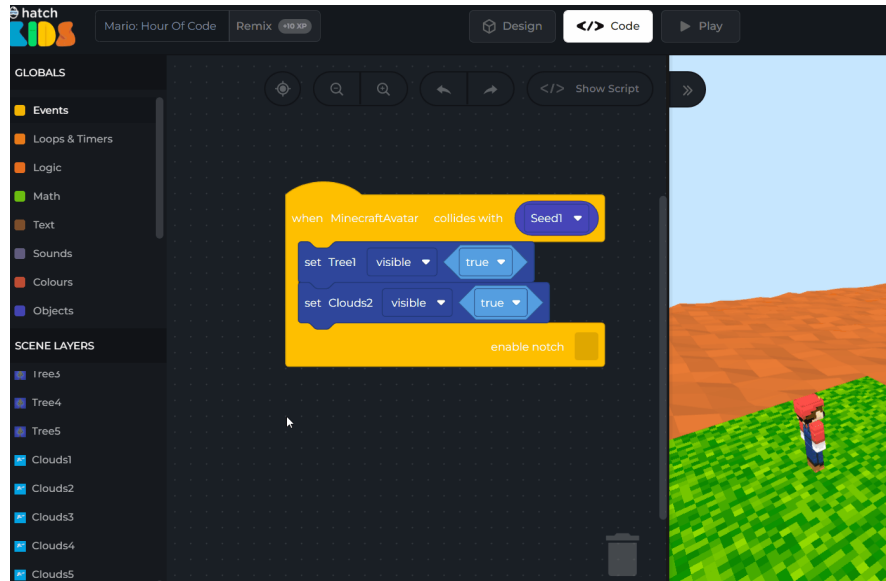 hatch
KIDS
Mario: Hour Of Code
Remix
+10 XP
Design
</> Code
Play
GLOBALS
Events
Loops & Timers
Logic
Math
Text
Sounds
Colours
Objects
SCENE LAYERS
Tree3
Tree4
Tree5
Clouds1
Clouds2
Clouds3
Clouds4
Clouds5
</> Show Script
when MinecraftAvatar collides with Seed1
set Tree1 visible true
set Clouds2 visible true
enable notch